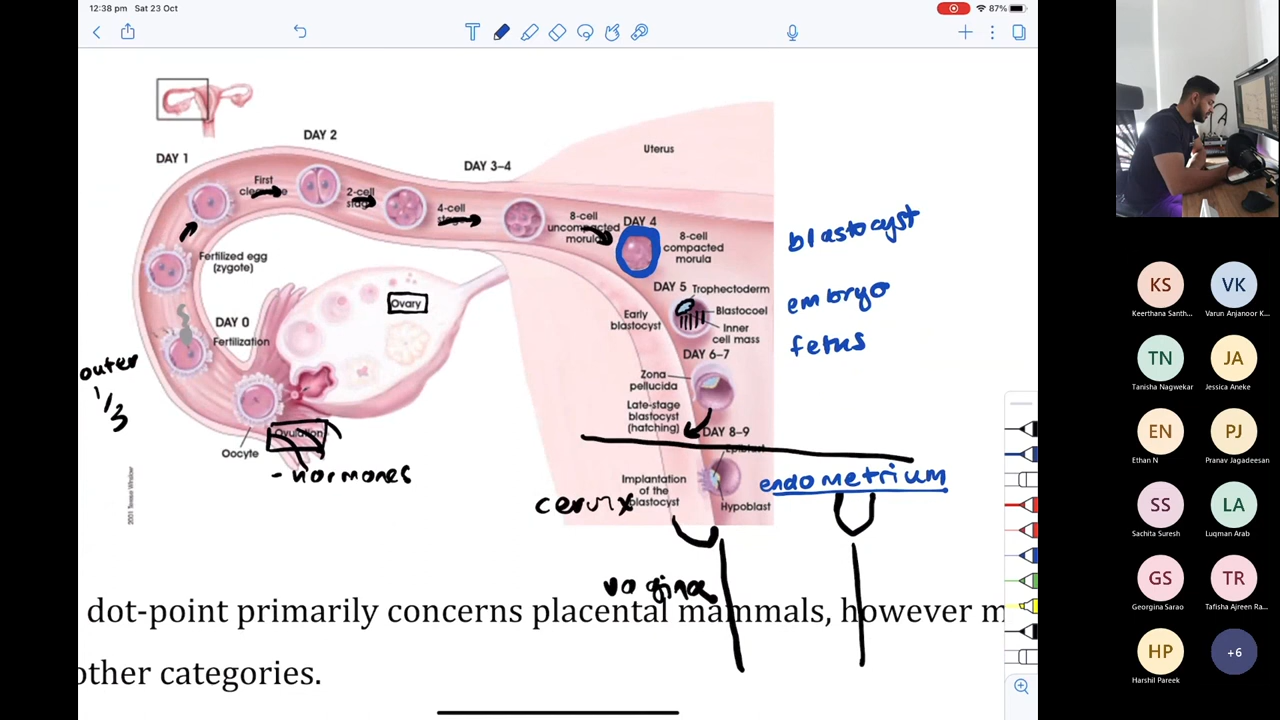 12:38 pm Sat 23 Oct
87%
T
Uterus
DAY 2
DAY 1
DAY 3–4
First
cleavage
2-cell
stage
4-cell
stage
8-cell
uncompacted
morula
DAY 4
8-cell
compacted
morula
Fertilized egg
(zygote)
DAY 5
Trophectoderm
Ovary
Early
blastocyst
Blastocoel
Inner
cell mass
DAY 0
Fertilization
DAY 6–7
Zona
pellucida
Late-stage
blastocyst
(hatching)
DAY 8–9
Ovulation
Oocyte
Epiblast
Implantation
of the
blastocyst
Hypoblast
2001 Terese Winslow
outer
1/3
- hormones
blastocyst
embryo
fetus
endometrium
cervix
vagina
dot-point primarily concerns placental mammals, however m
other categories.
KS
Keerthana Santh...
VK
Varun Anjanoor K...
TN
Tanisha Nagwekar
JA
Jessica Aneke
EN
Ethan N
PJ
Pranav Jagadeesan
SS
Sachita Suresh
LA
Luqman Arab
GS
Georgina Sarao
TR
Tafisha Ajreen Ra...
HP
Harshil Pareek
+6